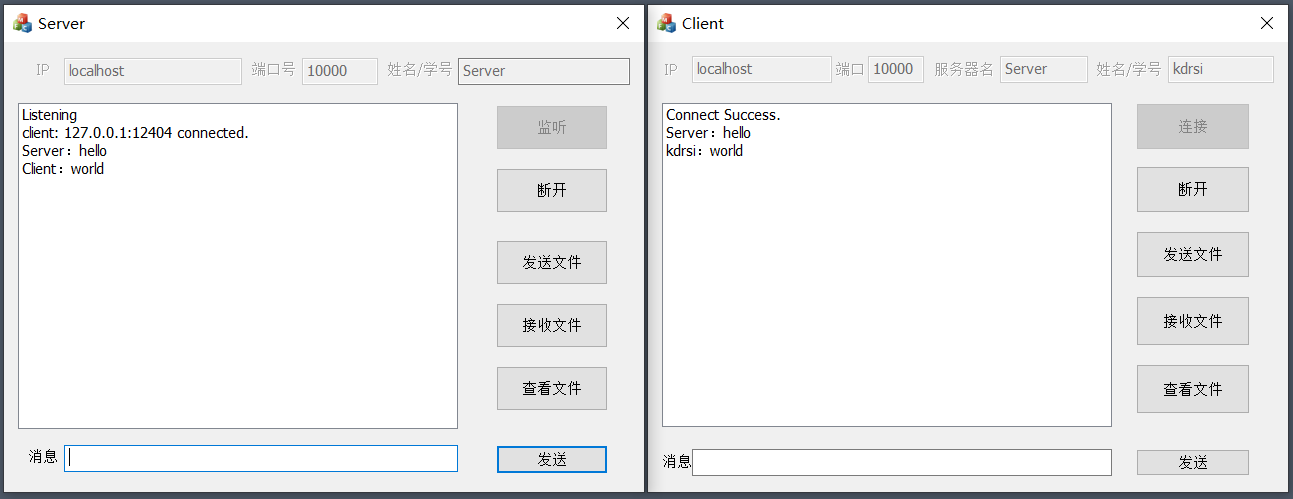 Server
IP localhost 端口号 10000 姓名/学号 Server
Listening
client: 127.0.0.1:12404 connected.
Server：hello
Client：world
监听
断开
发送文件
接收文件
查看文件
消息 发送
Client
IP localhost 端口 10000 服务器名 Server 姓名/学号 kdrsi
Connect Success.
Server：hello
kdrsi：world
连接
断开
发送文件
接收文件
查看文件
消息 发送